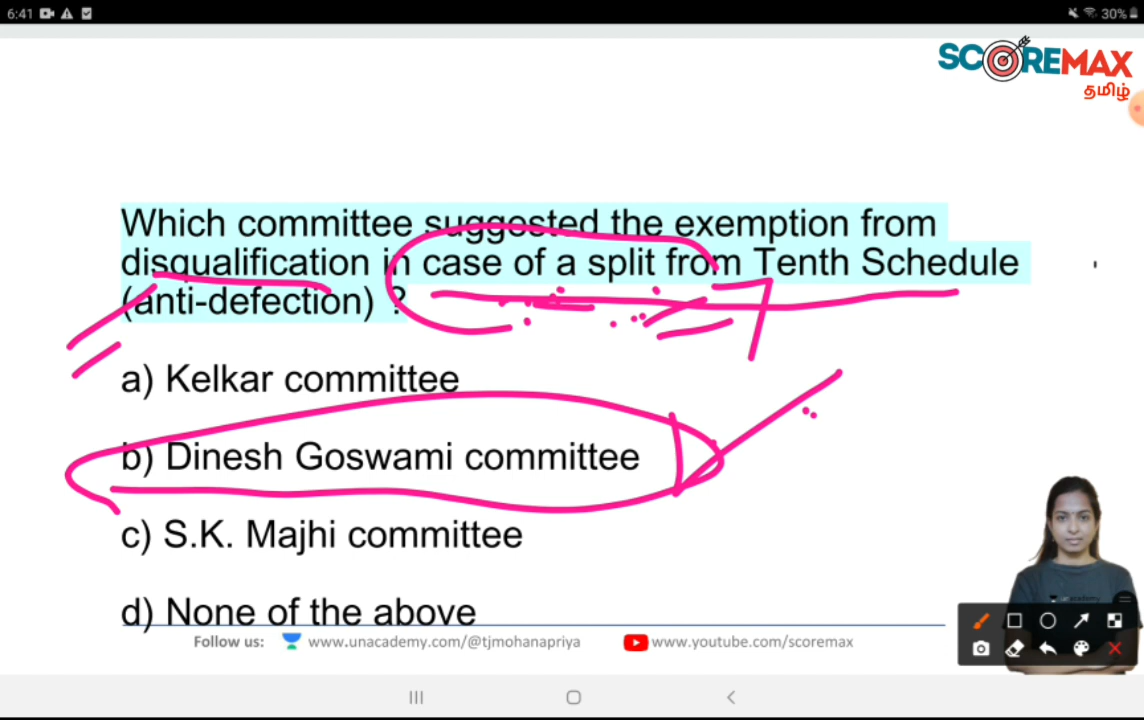 6:41
30%
SCOREMAX
தமிழ்
Which committee suggested the exemption from
disqualification in case of a split from Tenth Schedule
(anti-defection) ?
a) Kelkar committee
b) Dinesh Goswami committee
c) S.K. Majhi committee
d) None of the above
Follow us: www.unacademy.com/@tjmohanapriya www.youtube.com/scoremax